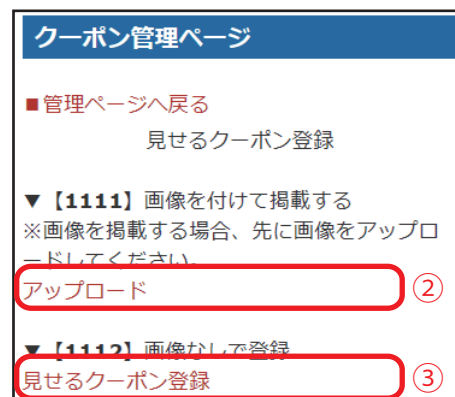 クーポン管理ページ
■管理ページへ戻る
見せるクーポン登録
▼【1111】画像を付けて掲載する
※画像を掲載する場合、先に画像をアップロ
ードしてください。
アップロード
②
▼【1112】画像なしで登録
見せるクーポン登録
③